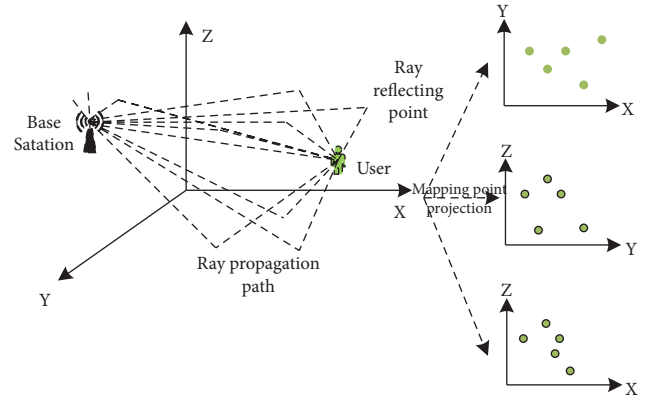 Z
Y
X
Ray
reflecting
point
Base
Satation
User
Mapping point
projection
X
Ray propagation
path
Y
Z
Y
Z
X